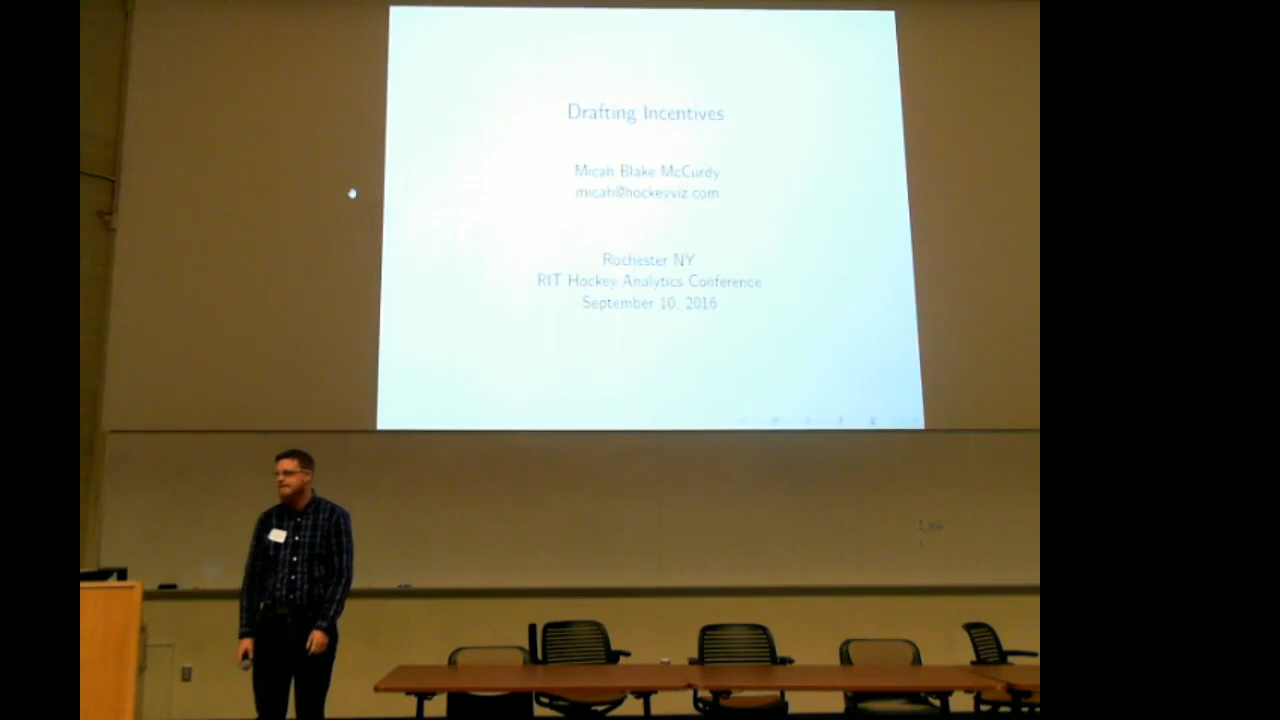 Drafting Incentives
Micah Blake McCurdy
micah@hockeyviz.com
Rochester NY
RIT Hockey Analytics Conference
September 10, 2016